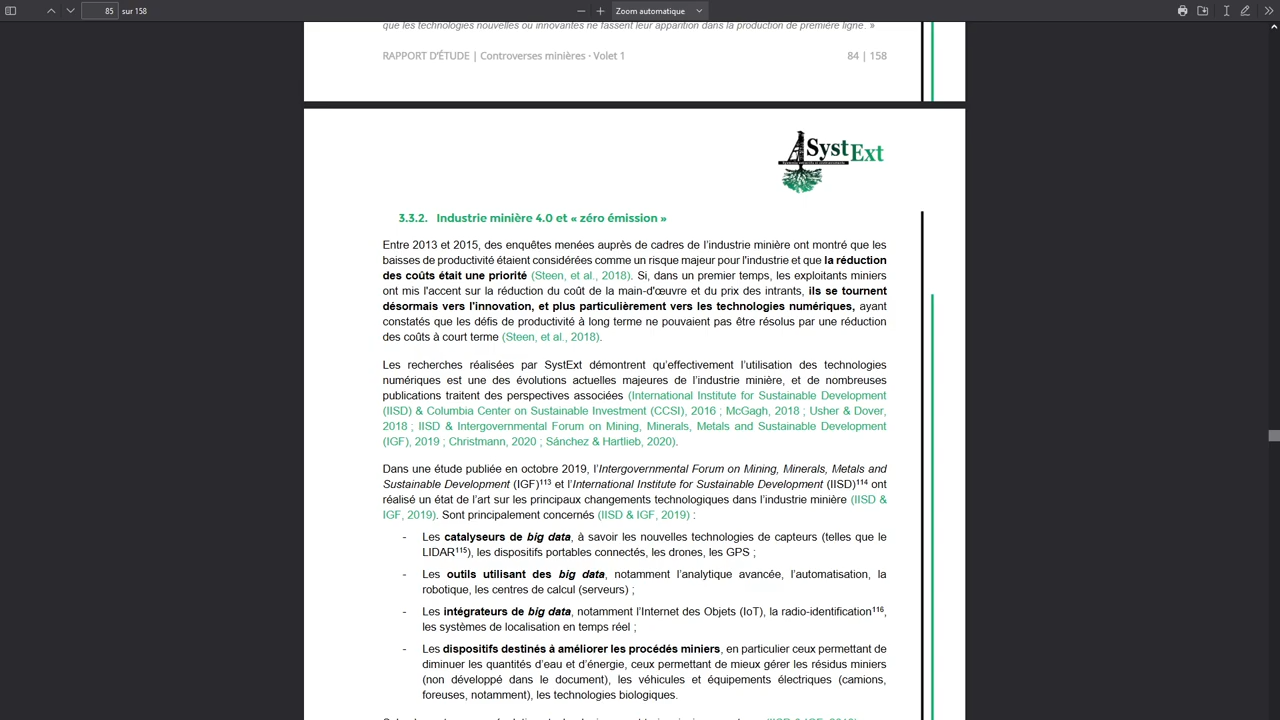 85 sur 158
Zoom automatique
que les technologies nouvelles ou innovantes ne fassent leur apparition dans la production de première ligne. »
RAPPORT D'ÉTUDE | Controverses minières · Volet 1
84 | 158
SystExt
3.3.2. Industrie minière 4.0 et « zéro émission »
Entre 2013 et 2015, des enquêtes menées auprès de cadres de l'industrie minière ont montré que les
baisses de productivité étaient considérées comme un risque majeur pour l'industrie et que la réduction
des coûts était une priorité (Steen, et al., 2018). Si, dans un premier temps, les exploitants miniers
ont mis l'accent sur la réduction du coût de la main-d'œuvre et du prix des intrants, ils se tournent
désormais vers l'innovation, et plus particulièrement vers les technologies numériques, ayant
constatés que les défis de productivité à long terme ne pouvaient pas être résolus par une réduction
des coûts à court terme (Steen, et al., 2018).
Les recherches réalisées par SystExt démontrent qu'effectivement l'utilisation des technologies
numériques est une des évolutions actuelles majeures de l'industrie minière, et de nombreuses
publications traitent des perspectives associées (International Institute for Sustainable Development
(IISD) & Columbia Center on Sustainable Investment (CCSI), 2016 ; McGagh, 2018 ; Usher & Dover,
2018 ; IISD & Intergovernmental Forum on Mining, Minerals, Metals and Sustainable Development
(IGF), 2019 ; Christmann, 2020 ; Sánchez & Hartlieb, 2020).
Dans une étude publiée en octobre 2019, l'Intergovernmental Forum on Mining, Minerals, Metals and
Sustainable Development (IGF)113 et l'International Institute for Sustainable Development (IISD)114 ont
réalisé un état de l'art sur les principaux changements technologiques dans l'industrie minière (IISD &
IGF, 2019). Sont principalement concernés (IISD & IGF, 2019) :
- Les catalyseurs de big data, à savoir les nouvelles technologies de capteurs (telles que le
LIDAR115), les dispositifs portables connectés, les drones, les GPS ;
- Les outils utilisant des big data, notamment l'analytique avancée, l'automatisation, la
robotique, les centres de calcul (serveurs) ;
- Les intégrateurs de big data, notamment l'Internet des Objets (IoT), la radio-identification116,
les systèmes de localisation en temps réel ;
- Les dispositifs destinés à améliorer les procédés miniers, en particulier ceux permettant de
diminuer les quantités d'eau et d'énergie, ceux permettant de mieux gérer les résidus miniers
(non développé dans le document), les véhicules et équipements électriques (camions,
foreuses, notamment), les technologies biologiques.